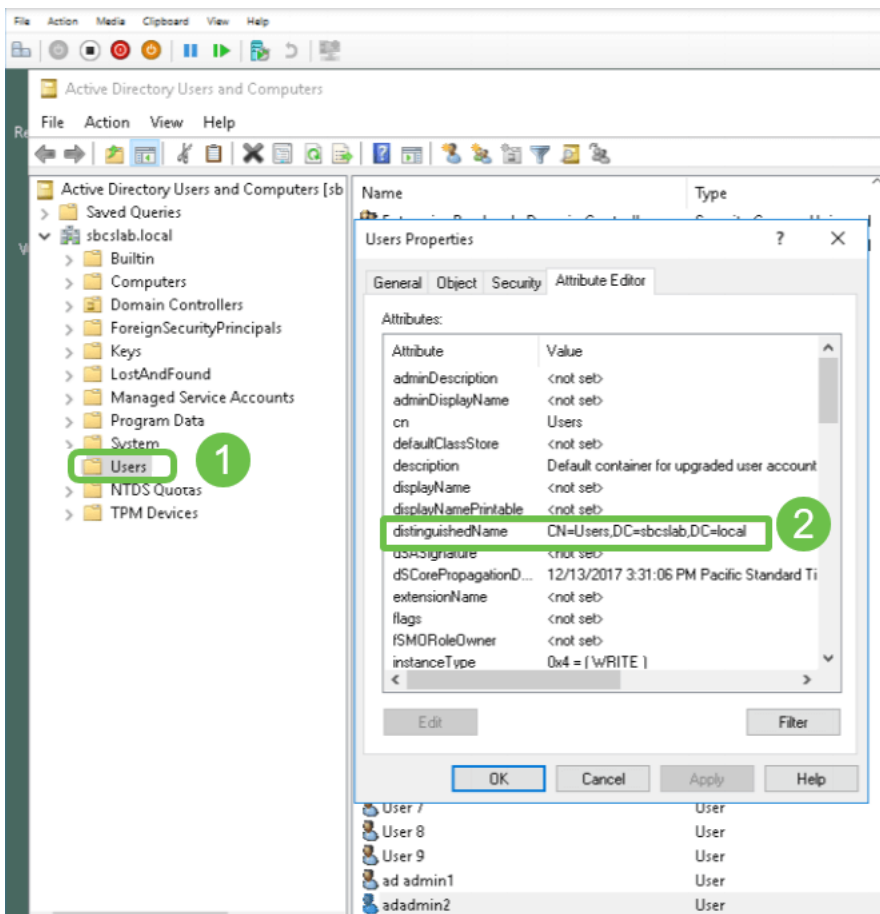 File Action Media Clipboard View Help
Active Directory Users and Computers
File Action View Help
Active Directory Users and Computers [sb
Saved Queries
sbcslab.local
Builtin
Computers
Domain Controllers
ForeignSecurityPrincipals
Keys
LostAndFound
Managed Service Accounts
Program Data
System
Users
NTDS Quotas
TPM Devices
1
Name Type
Users Properties ?
General Object Security Attribute Editor
Attributes:
Attribute Value
adminDescription <not set>
adminDisplayName <not set>
cn Users
defaultClassStore <not set>
description Default container for upgraded user account
displayName <not set>
displayNamePrintable <not set>
distinguishedName CN=Users,DC=sbcslab,DC=local
2
dSASignature <not set>
dSCorePropagationD... 12/13/2017 3:31:06 PM Pacific Standard Ti
extensionName <not set>
flags <not set>
fSMORoleOwner <not set>
instanceType 0x4 = ( WRITE )
Edit Filter
OK Cancel Apply Help
User 7 User
User 8 User
User 9 User
ad admin1 User
adadmin2 User